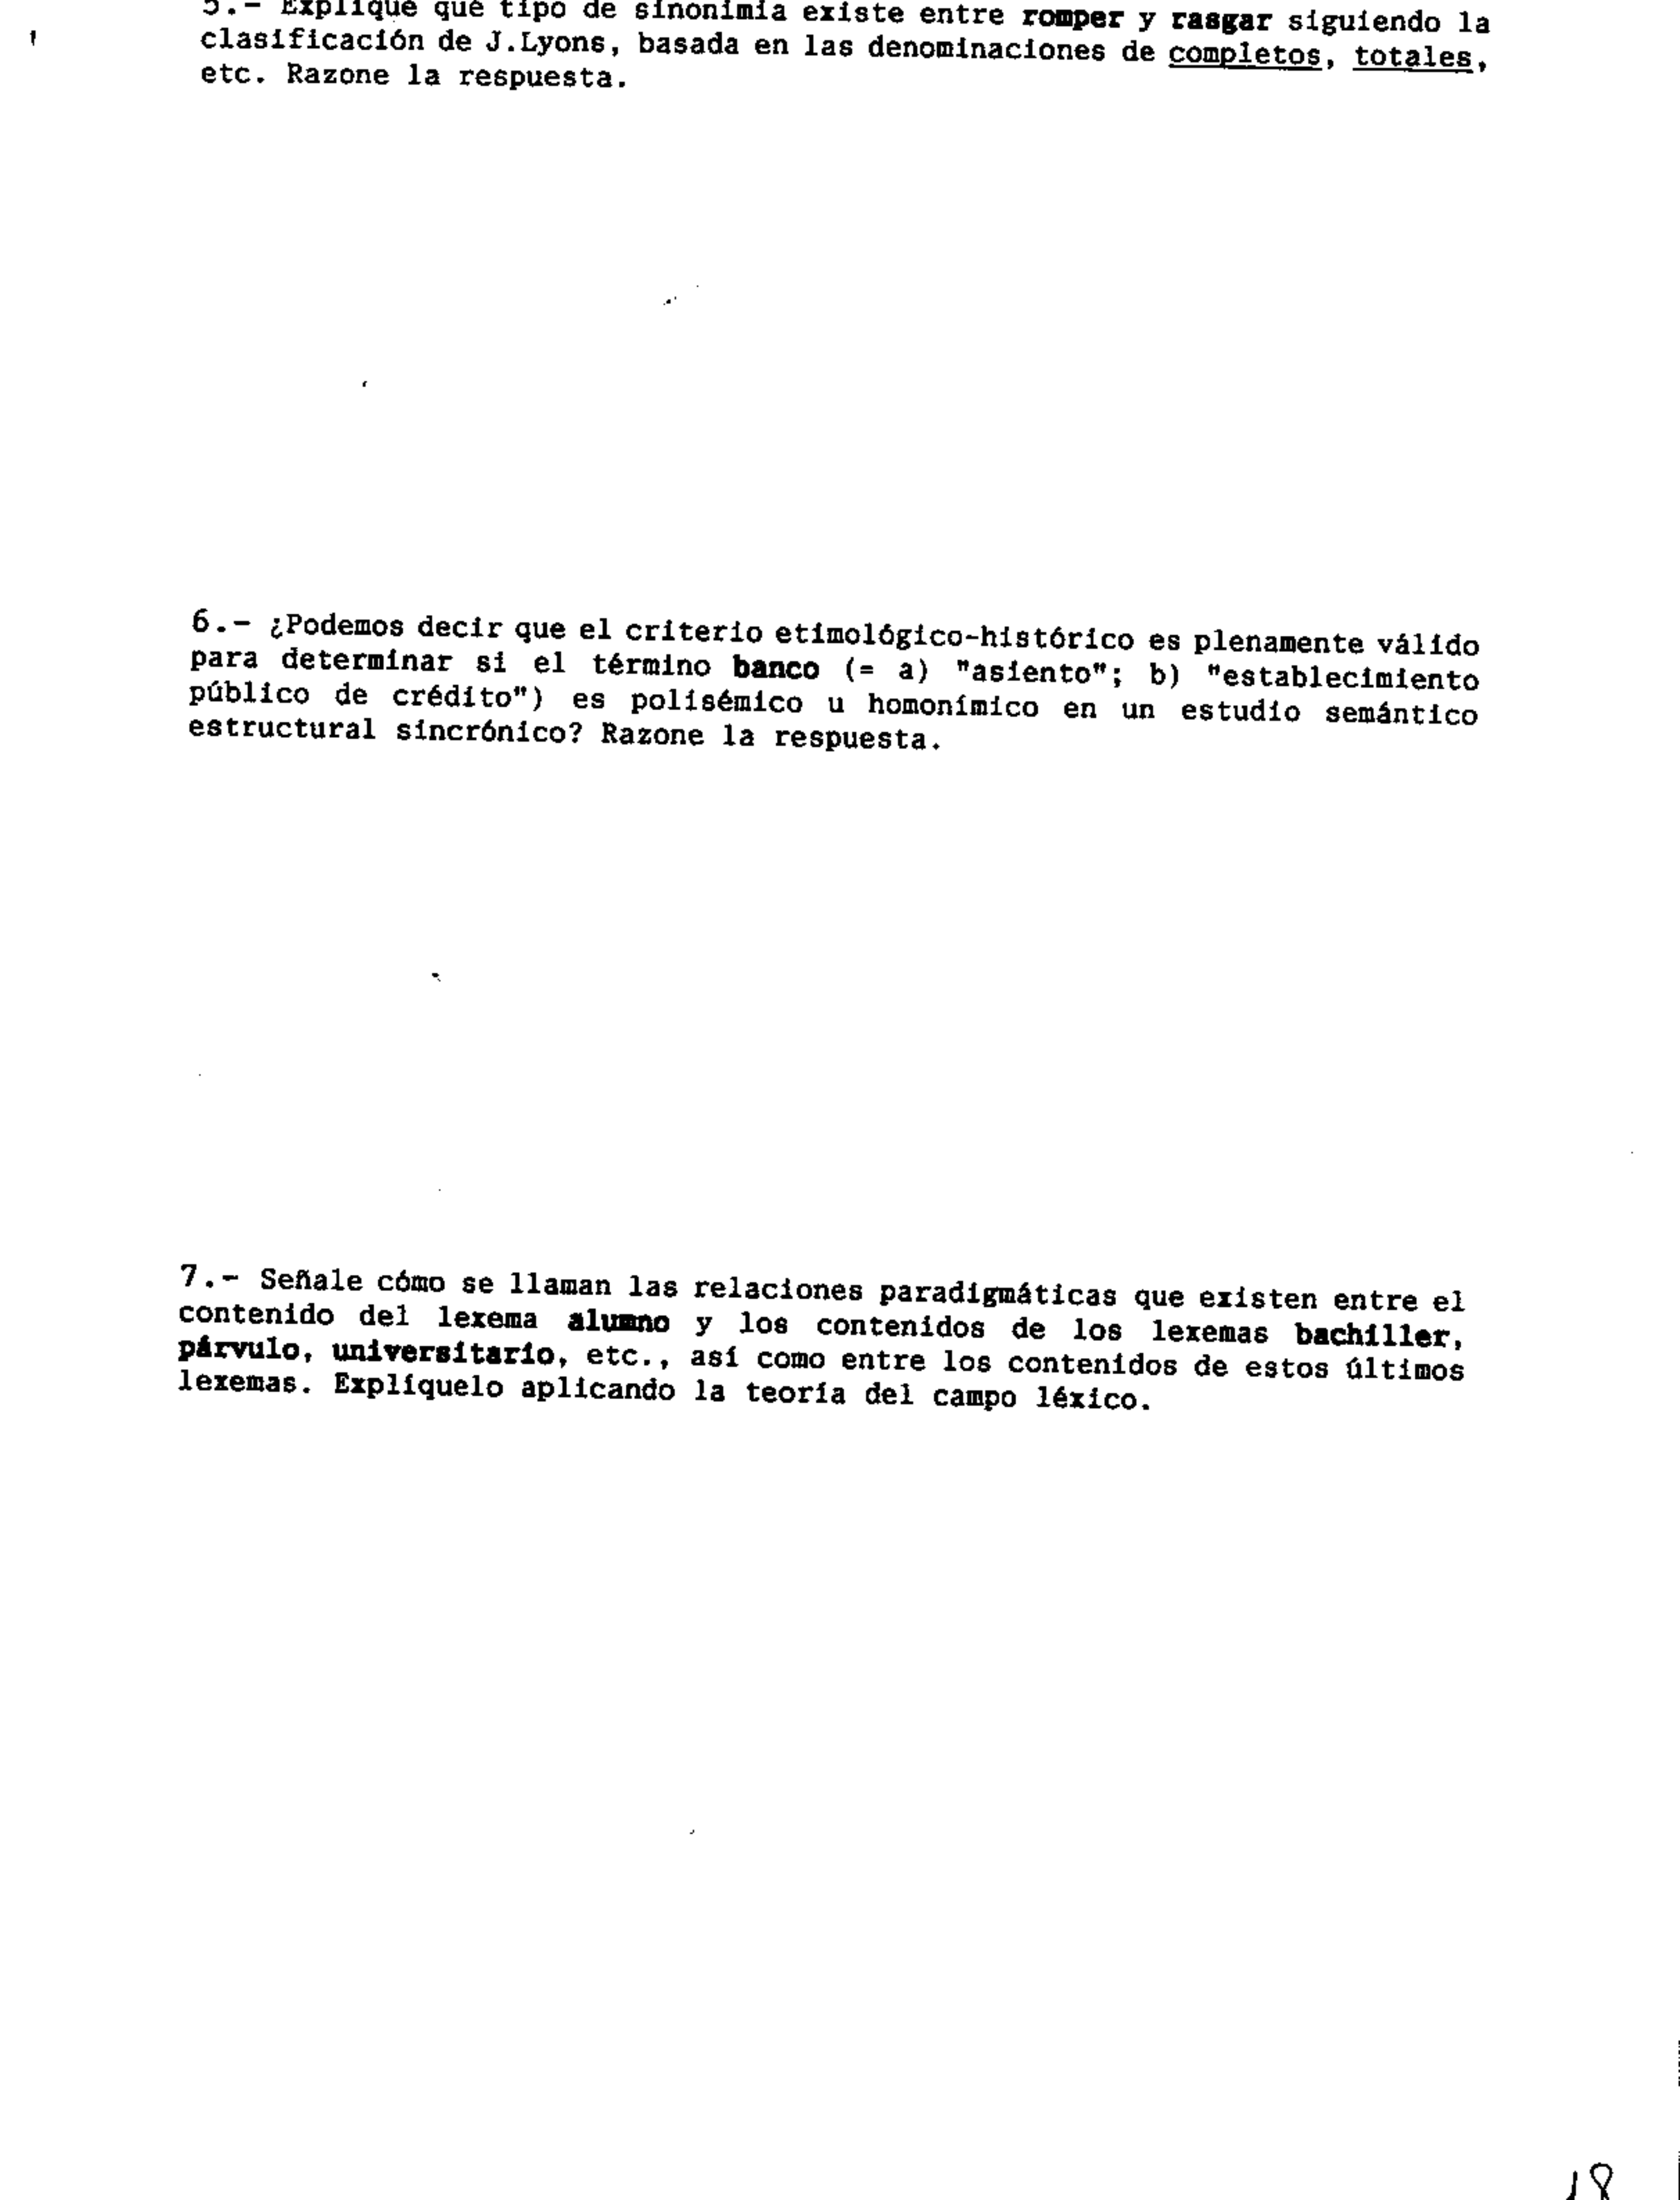 5.- Explique qué tipo de sinonimia existe entre romper y rasgar siguiendo la
clasificación de J.Lyons, basada en las denominaciones de completos, totales,
etc. Razone la respuesta.
6.- ¿Podemos decir que el criterio etimológico-histórico es plenamente válido
para determinar si el término banco (= a) "asiento"; b) "establecimiento
público de crédito") es polisémico u homonímico en un estudio semántico
estructural sincrónico? Razone la respuesta.
7.- Señale cómo se llaman las relaciones paradigmáticas que existen entre el
contenido del lexema alumno y los contenidos de los lexemas bachiller,
párvulo, universitario, etc., así como entre los contenidos de estos últimos
lexemas. Explíquelo aplicando la teoría del campo léxico.
18